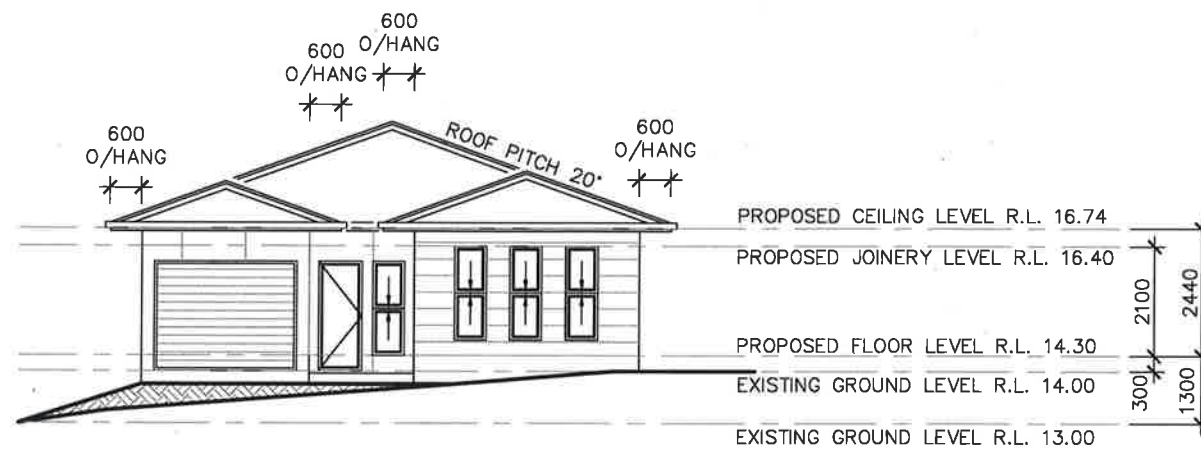 600
O/HANG
600
O/HANG
600
O/HANG
600
O/HANG
ROOF PITCH 20°
PROPOSED CEILING LEVEL R.L. 16.74
PROPOSED JOINERY LEVEL R.L. 16.40
PROPOSED FLOOR LEVEL R.L. 14.30
EXISTING GROUND LEVEL R.L. 14.00
EXISTING GROUND LEVEL R.L. 13.00
2100
2440
300
1300